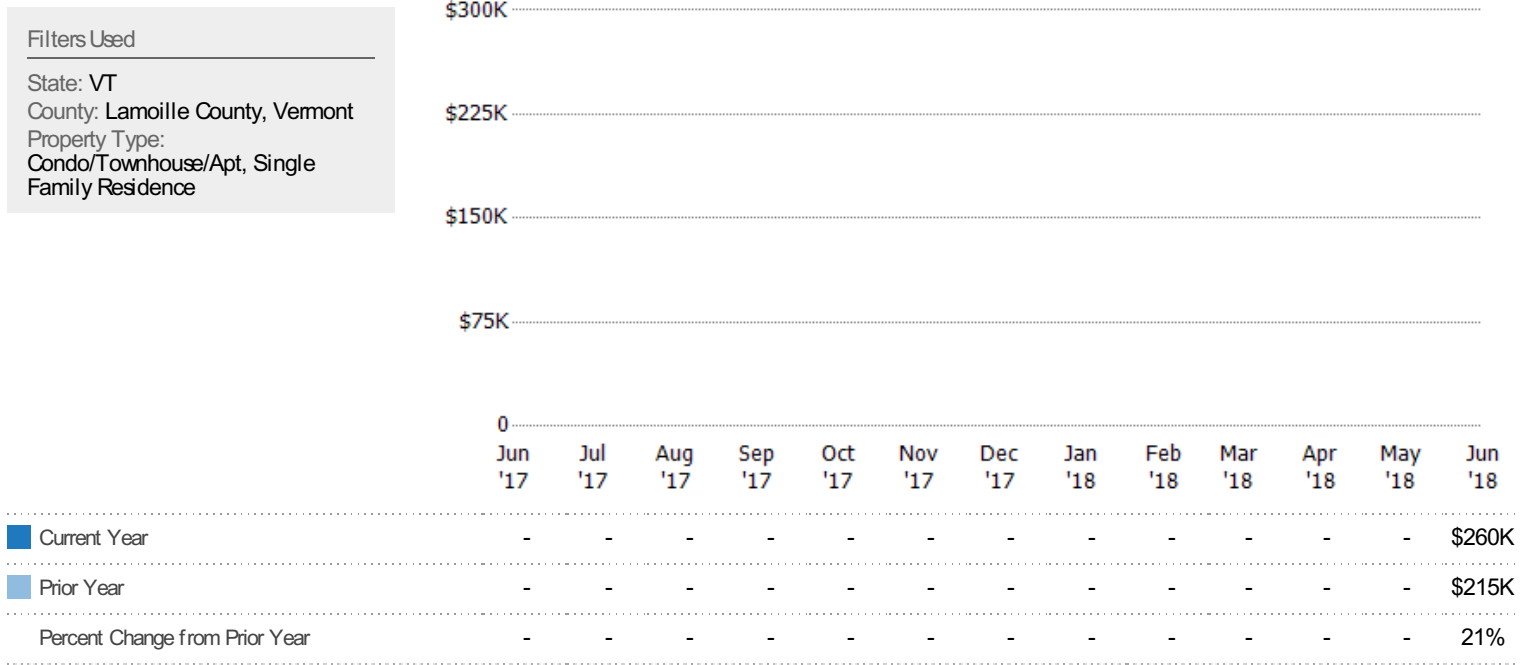 Filters Used
State: VT
County: Lamoille County, Vermont
Property Type:
Condo/Townhouse/Apt, Single
Family Residence
$300K
$225K
$150K
$75K
0
Jun Jul Aug Sep Oct Nov Dec Jan Feb Mar Apr May Jun
'17 '17 '17 '17 '17 '17 '17 '18 '18 '18 '18 '18 '18
Current Year - - - - - - - - - - - - $260K
Prior Year - - - - - - - - - - - - $215K
Percent Change from Prior Year - - - - - - - - - - - - 21%